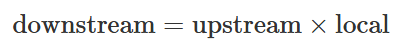 downstream = upstream × local